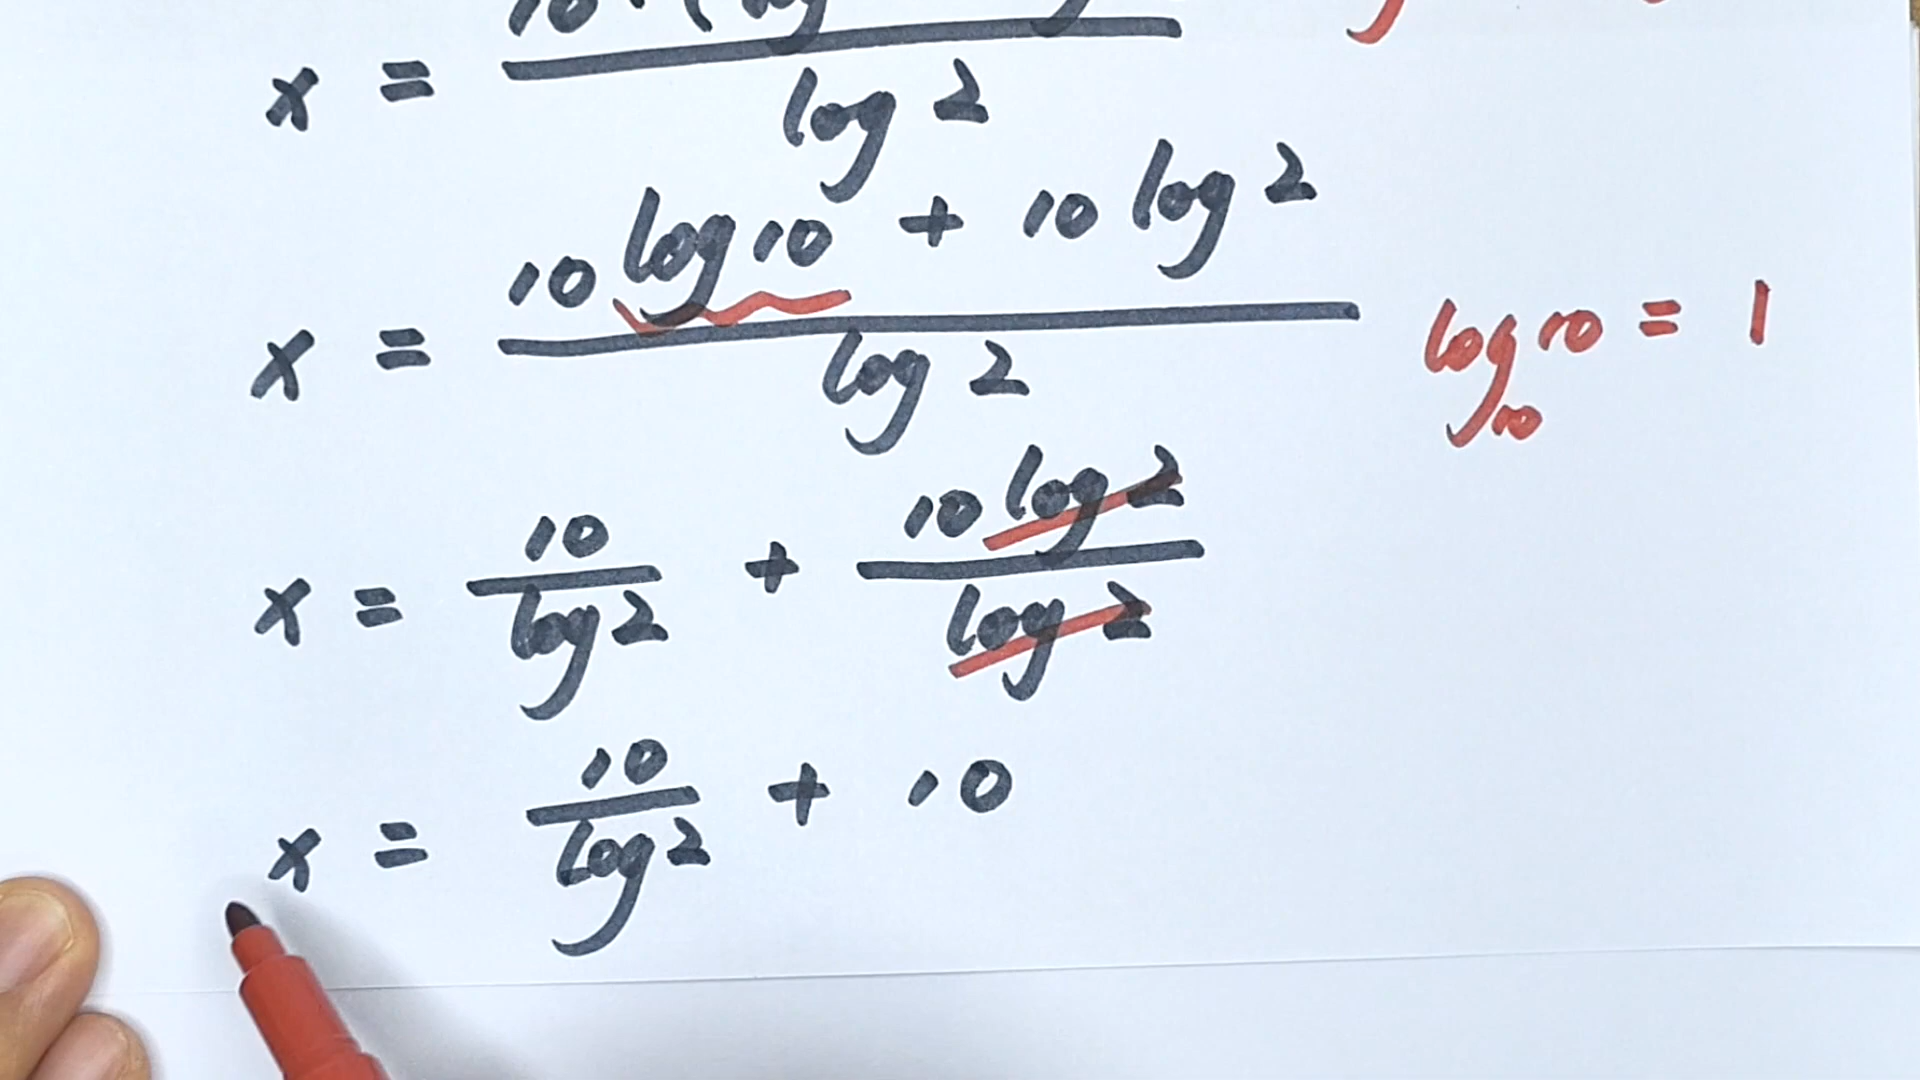 x = / log 2
x = 10 log 10 + 10 log 2 / log 2
log₁₀ 10 = 1
x = 10 / log 2 + 10 log 2 / log 2
x = 10 / log 2 + 10